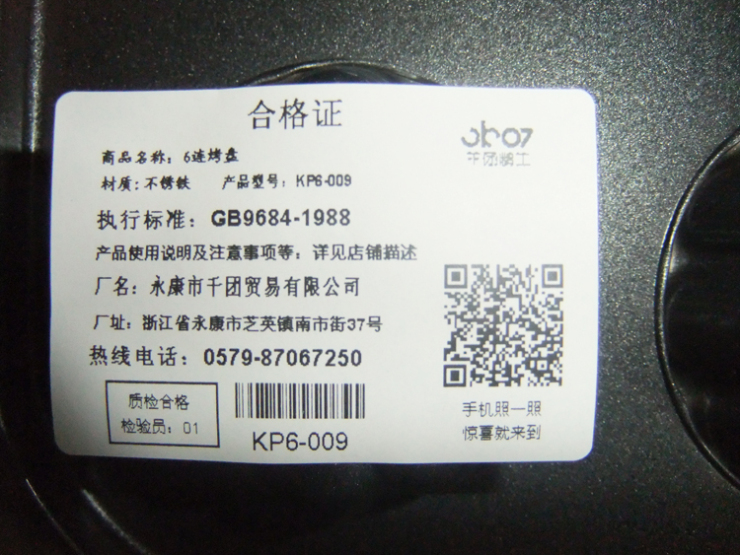 合格证
商品名称：6连烤盘
材质：不锈铁 产品型号：KP6-009
执行标准：GB9684-1988
产品使用说明及注意事项等：详见店铺描述
厂名：永康市千团贸易有限公司
厂址：浙江省永康市芝英镇南市街37号
热线电话：0579-87067250
质检合格
检验员：01
KP6-009
手机照一照
惊喜就来到